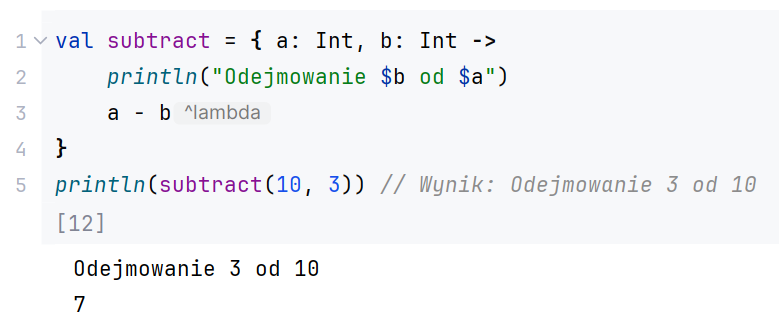 1 val subtract = { a: Int, b: Int ->
2     println("Odejmowanie $b od $a")
3     a - b ^lambda
4 }
5 println(subtract(10, 3)) // Wynik: Odejmowanie 3 od 10
[12]
Odejmowanie 3 od 10
7